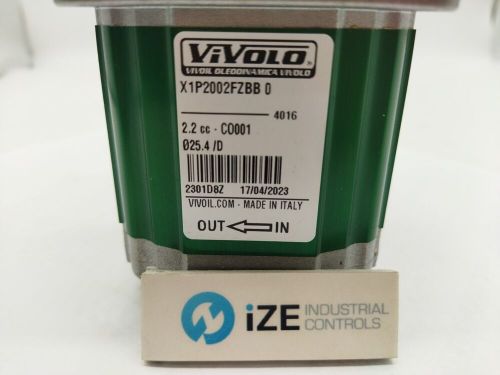 ViVOLO®
VIVOIL OLEODINAMICA VIVOLO
X1P2002FZBB 0
4016
2.2 cc - CO001
Ø25.4 /D
2301D8Z 17/04/2023
VIVOIL.COM - MADE IN ITALY
OUT IN
iZE INDUSTRIAL
CONTROLS